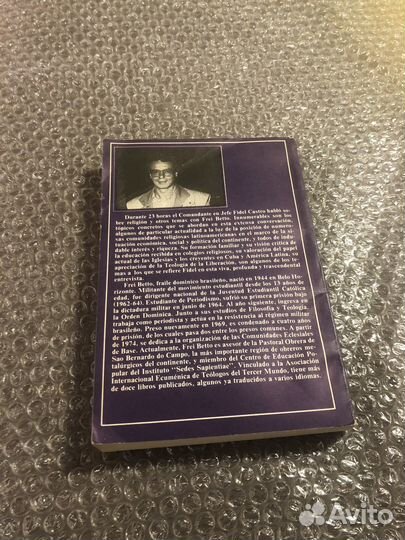 Durante 23 horas el Comandante en Jefe Fidel Castro habló so-
bre religión y otros temas con Frei Betto. Innumerables son los
tópicos concretos que se abordan en esta extensa conversación,
algunos de particular actualidad a la luz de la posición de numero-
sas comunidades religiosas latinoamericanas en el marco de la si-
tuación económica, social y política del continente, y todos de indu-
dable interés y riqueza. Su formación familiar y su visión crítica de
la educación recibida en colegios religiosos, su valoración del papel
actual de las Iglesias y los creyentes en Cuba y América Latina, su
apreciación de la Teología de la Liberación, son algunos de los te-
mas a los que se refiere Fidel en esta viva, profunda y trascendental
entrevista.
Frei Betto, fraile dominico brasileño, nació en 1944 en Belo Ho-
rizonte. Militante del movimiento estudiantil desde los 13 años de
edad, fue dirigente nacional de la Juventud Estudiantil Católica
(1962-64). Estudiante de Periodismo, sufrió su primera prisión bajo
la dictadura militar en junio de 1964. Al año siguiente, ingresa en
la Orden Dominica. Junto a sus estudios de Filosofía y Teología,
trabaja como periodista y actúa en la resistencia al régimen militar
brasileño. Preso nuevamente en 1969, es condenado a cuatro años
de prisión, de los cuales pasa dos entre los presos comunes. A partir
de 1974, se dedica a la organización de las Comunidades Eclesiales
de Base. Actualmente, Frei Betto es asesor de la Pastoral Obrera de
Sao Bernardo do Campo, la más importante región de obreros me-
talúrgicos del continente, y miembro del Centro de Educación Po-
pular del Instituto "Sedes Sapientiae". Vinculado a la Asociación
Internacional Ecuménica de Teólogos del Tercer Mundo, tiene más
de doce libros publicados, algunos ya traducidos a varios idiomas.
Avito